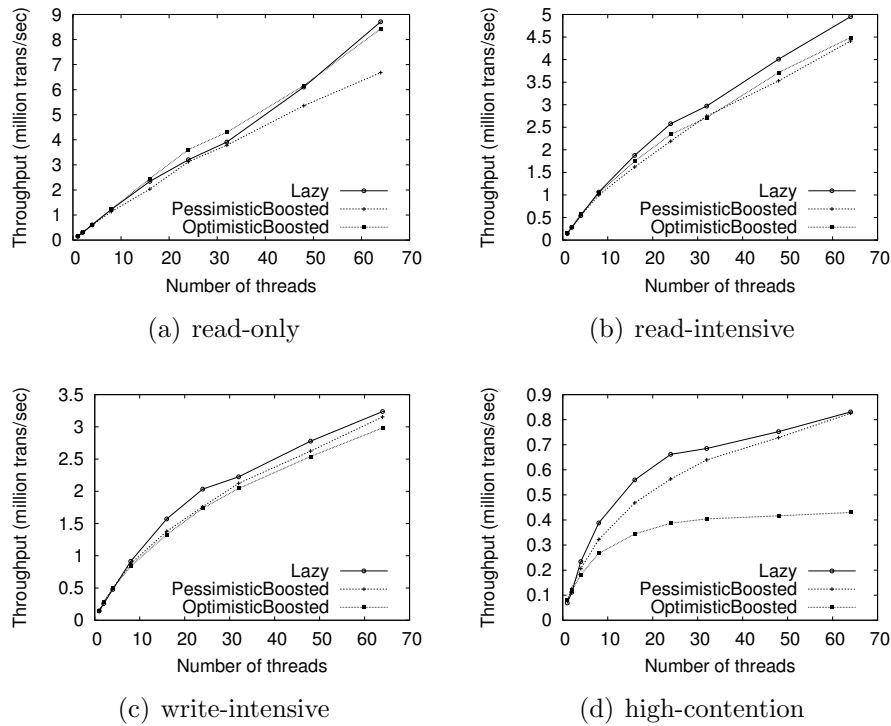 9
8
7
6
5
4
3
2
1
0
Throughput (million trans/sec)
Lazy
PessimisticBoosted
OptimisticBoosted
0 10 20 30 40 50 60 70
Number of threads
(a) read-only
5
4.5
4
3.5
3
2.5
2
1.5
1
0.5
0
Throughput (million trans/sec)
Lazy
PessimisticBoosted
OptimisticBoosted
0 10 20 30 40 50 60 70
Number of threads
(b) read-intensive
3.5
3
2.5
2
1.5
1
0.5
0
Throughput (million trans/sec)
Lazy
PessimisticBoosted
OptimisticBoosted
0 10 20 30 40 50 60 70
Number of threads
(c) write-intensive
0.9
0.8
0.7
0.6
0.5
0.4
0.3
0.2
0.1
0
Throughput (million trans/sec)
Lazy
PessimisticBoosted
OptimisticBoosted
0 10 20 30 40 50 60 70
Number of threads
(d) high-contention